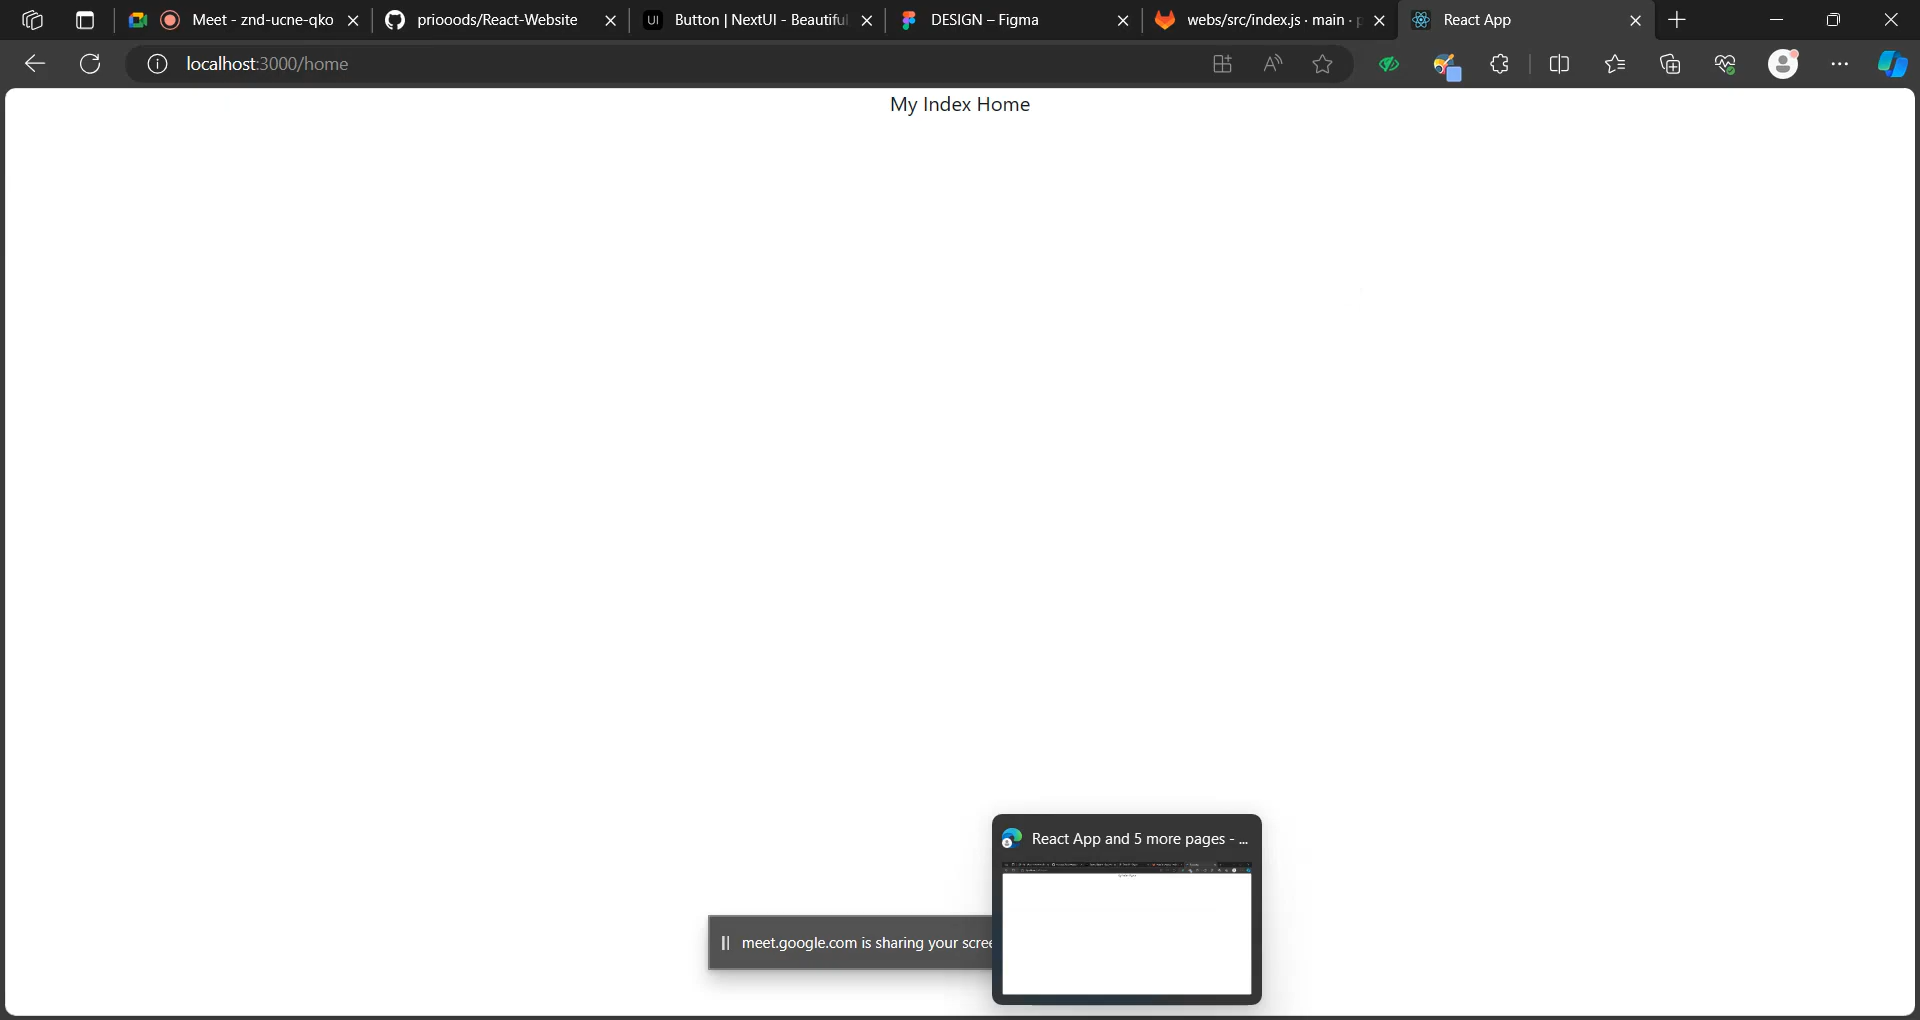 Meet - znd-ucne-qko
priooods/React-Website
UI
Button | NextUI - Beautiful
DESIGN – Figma
webs/src/index.js · main · p
React App
localhost:3000/home
My Index Home
React App and 5 more pages - ...
meet.google.com is sharing your scree